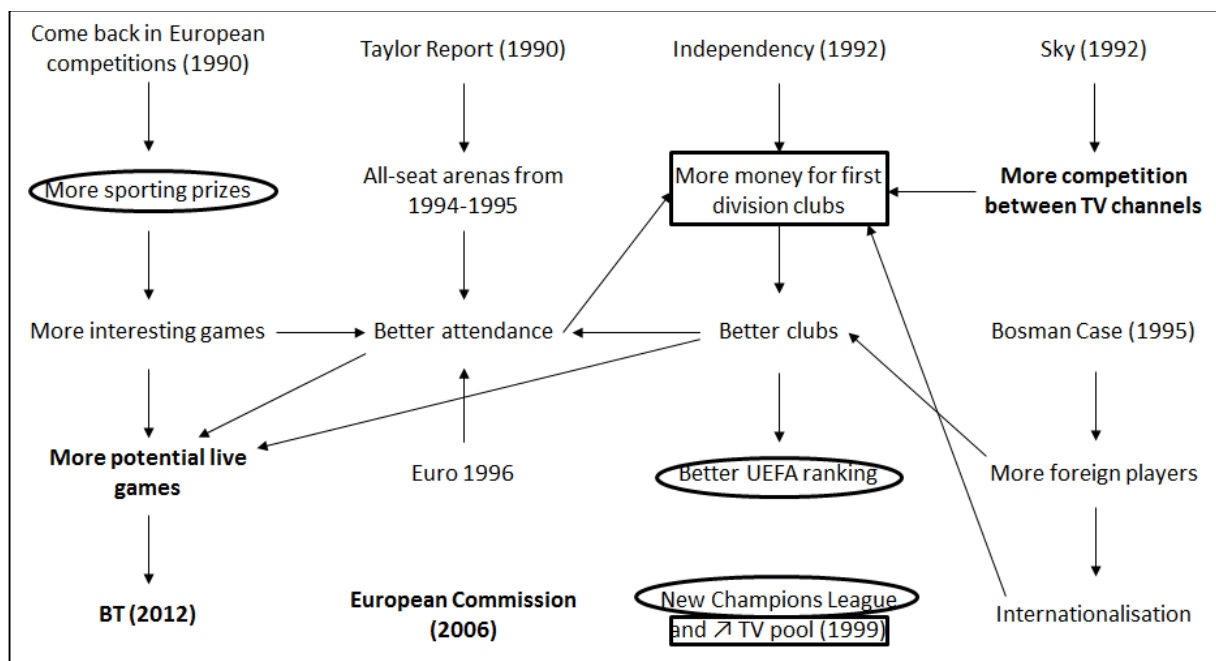 Come back in European
competitions (1990)
Taylor Report (1990)
Independency (1992)
Sky (1992)
More sporting prizes
All-seat arenas from
1994-1995
More money for first
division clubs
More competition
between TV channels
More interesting games
Better attendance
Better clubs
Bosman Case (1995)
More potential live
games
Euro 1996
Better UEFA ranking
More foreign players
BT (2012)
European Commission
(2006)
New Champions League
and ↗ TV pool (1999)
Internationalisation